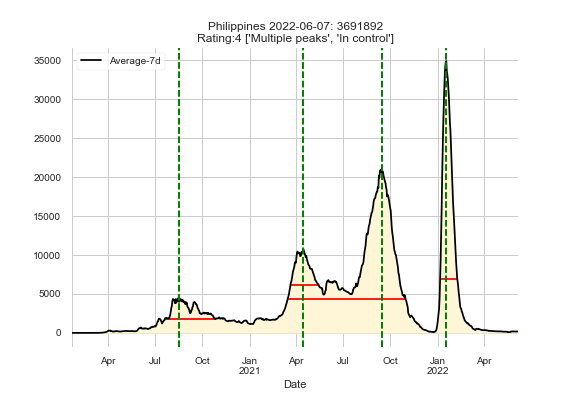 Philippines 2022-06-07: 3691892
Rating:4 ['Multiple peaks', 'In control']
Average-7d
35000
30000
25000
20000
15000
10000
5000
0
Apr Jul Oct Jan Apr Jul Oct Jan Apr
2021 2022
Date